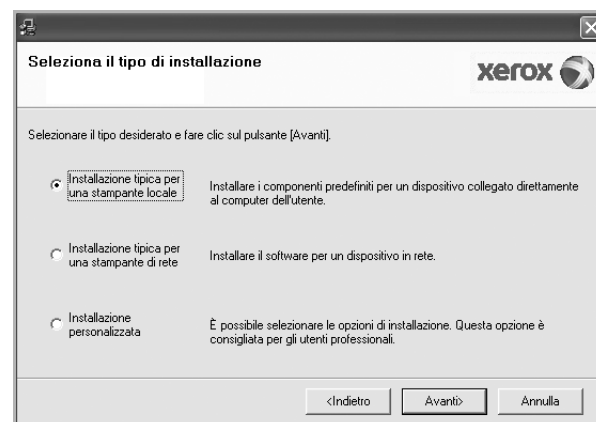 Seleziona il tipo di installazione
xerox
Selezionare il tipo desiderato e fare clic sul pulsante [Avanti].
Installazione tipica per
una stampante locale
Installare i componenti predefiniti per un dispositivo collegato direttamente
al computer dell'utente.
Installazione tipica per
una stampante di rete
Installare il software per un dispositivo in rete.
Installazione
personalizzata
È possibile selezionare le opzioni di installazione. Questa opzione è
consigliata per gli utenti professionali.
<Indietro
Avanti>
Annulla